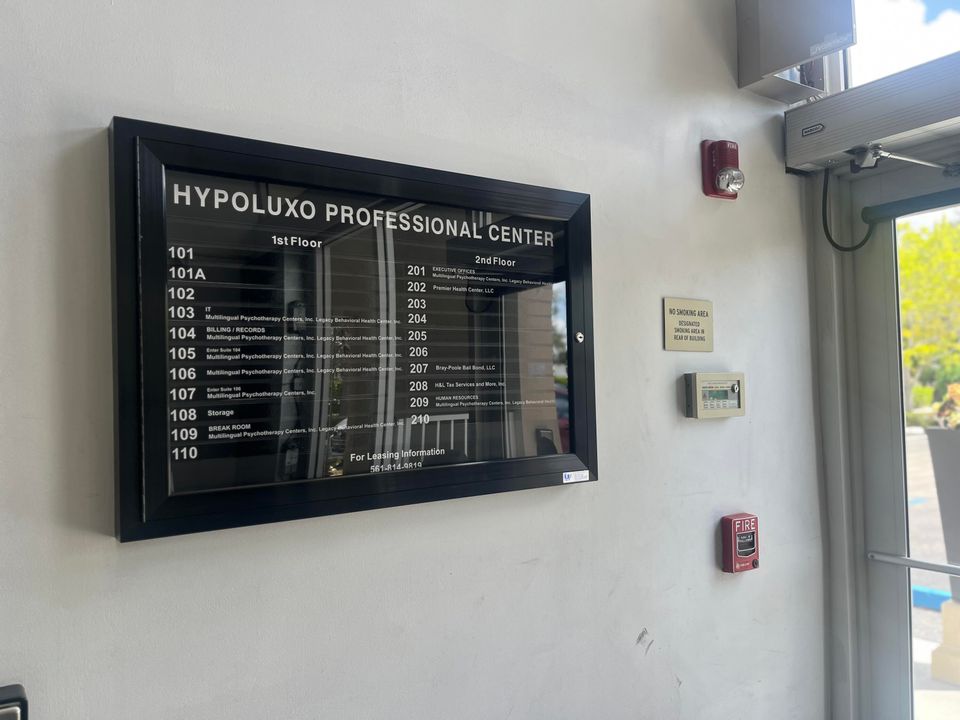 HYPOLUXO PROFESSIONAL CENTER
1st Floor
101
101A
102
103 IT
Multilingual Psychotherapy Centers, Inc. Legacy Behavioral Health Center, Inc.
104 BILLING / RECORDS
Multilingual Psychotherapy Centers, Inc. Legacy Behavioral Health Center, Inc.
105 Enter Suite 106
Multilingual Psychotherapy Centers, Inc. Legacy Behavioral Health Center, Inc.
106 Multilingual Psychotherapy Centers, Inc. Legacy Behavioral Health Center, Inc.
107 Enter Suite 106
Multilingual Psychotherapy Centers, Inc.
108 Storage
109 BREAK ROOM
Multilingual Psychotherapy Centers, Inc. Legacy Behavioral Health Center, Inc.
110
2nd Floor
201 EXECUTIVE OFFICES
Multilingual Psychotherapy Centers, Inc. Legacy Behavioral
202 Premier Health Center, LLC
203
204
205
206
207 Bray-Poole Bail Bond, LLC
208 H&L Tax Services and More, Inc.
209 HUMAN RESOURCES
Multilingual Psychotherapy Centers, Inc. Legacy Behavioral
210
For Leasing Information
561-814-9819
FIRE
NO SMOKING AREA
DESIGNATED
SMOKING AREA IN
REAR OF BUILDING
FIRE